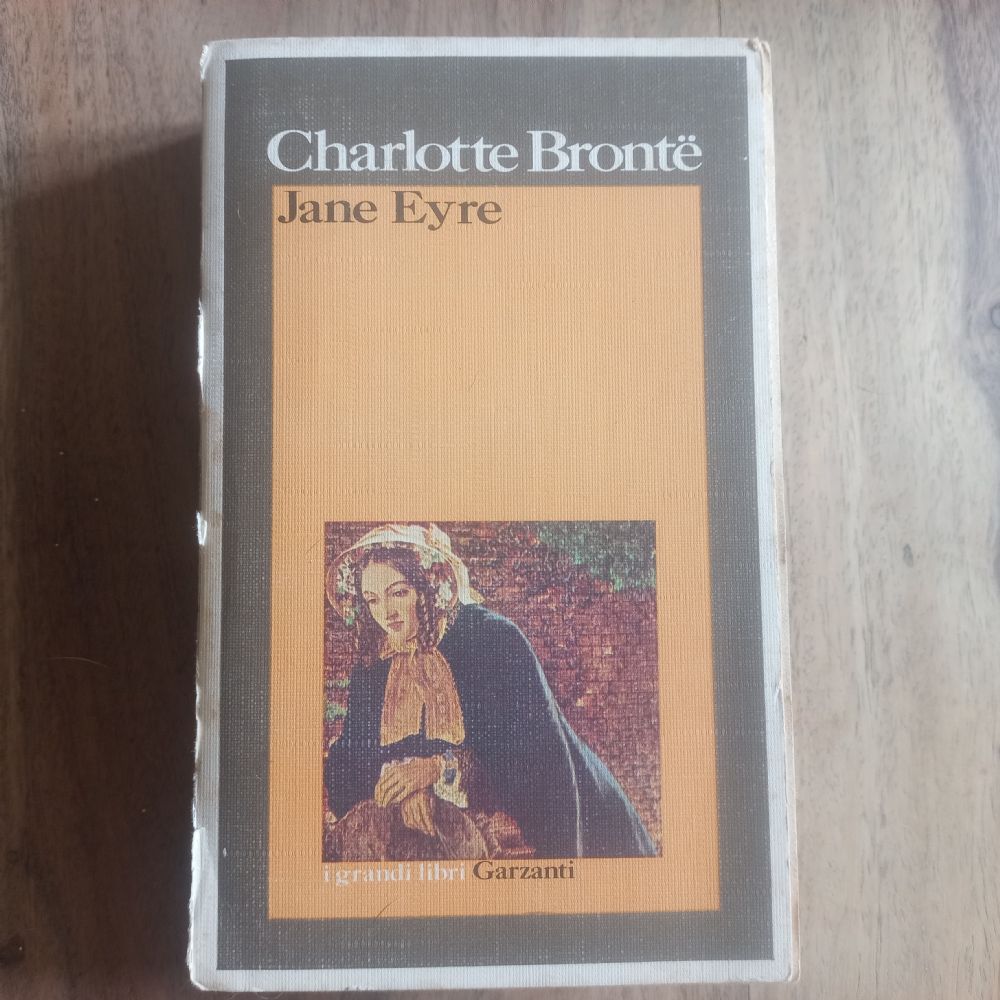 Charlotte Brontë
Jane Eyre
i grandi libri Garzanti